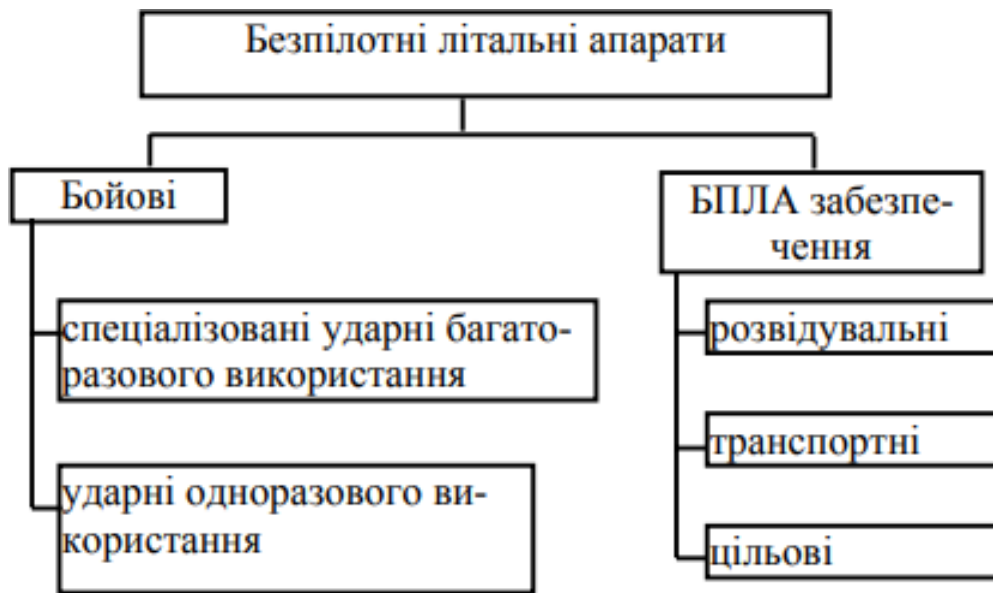 Безпілотні літальні апарати
Бойові
спеціалізовані ударні багато-
разового використання
ударні одноразового ви-
користання
БПЛА забезпе-
чення
розвідувальні
транспортні
цільові